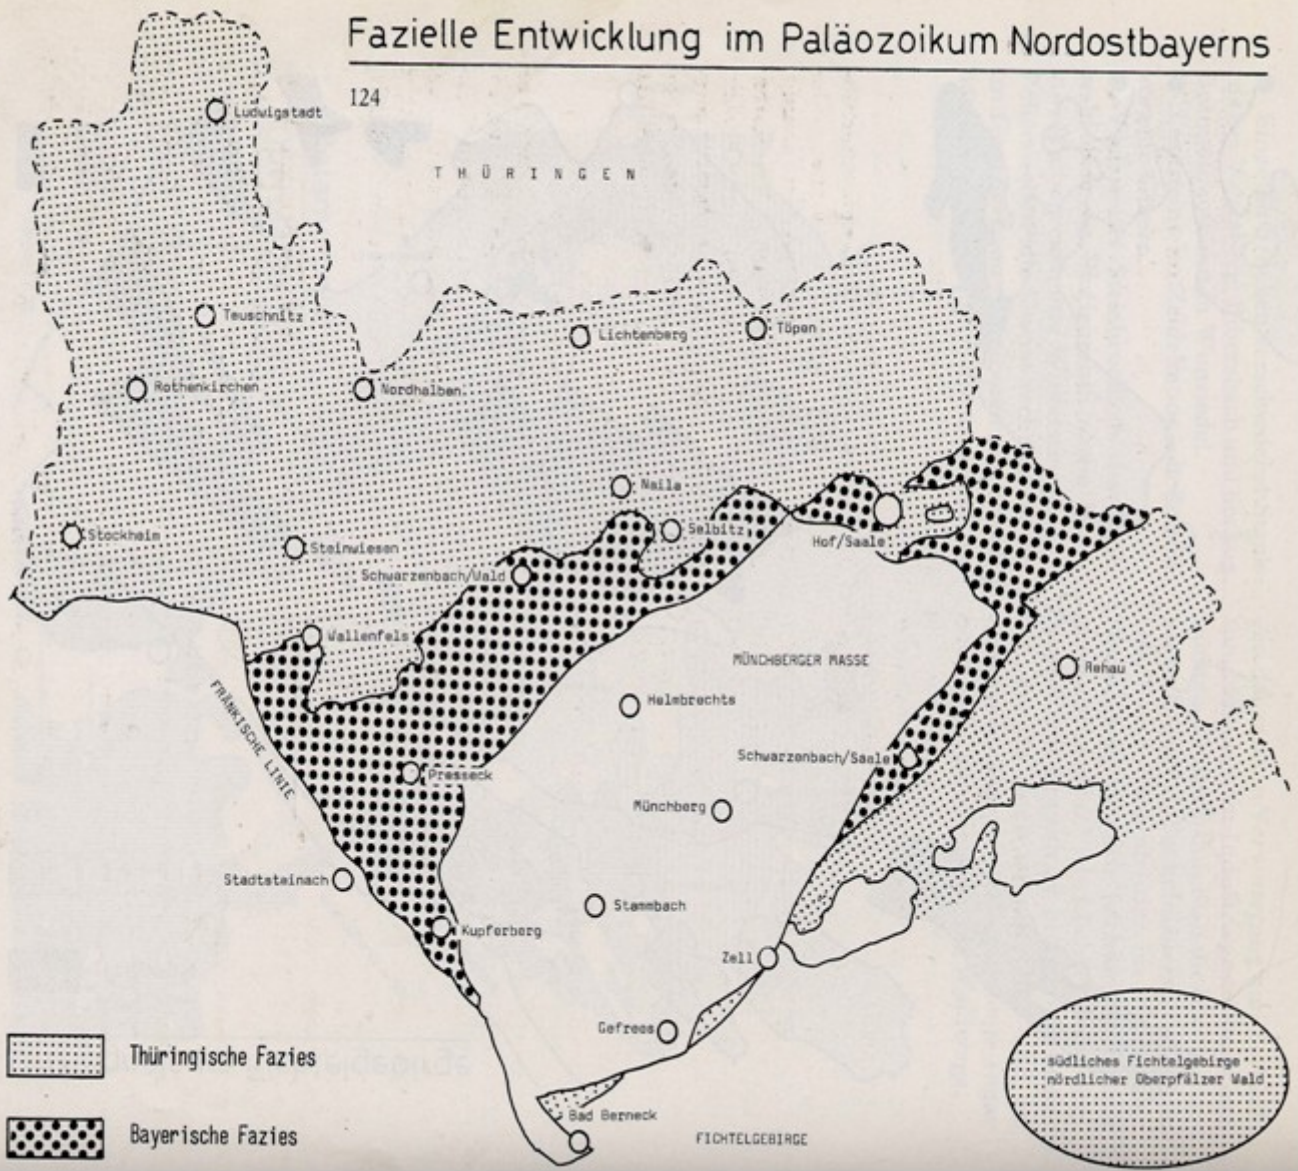 Fazielle Entwicklung im Paläozoikum Nordostbayerns
124
Ludwigstadt
THÜRINGEN
Teuschnitz
Lichtenberg
Töpen
Rothenkirchen
Nordhalben
Naila
Stockheim
Steinwiesen
Selbitz
Hof/Saale
Schwarzenbach/Wald
Wallenfels
MÜNCHBERGER MASSE
Rehau
FRÄNKISCHE LINIE
Helmbrechts
Schwarzenbach/Saale
Presseck
Münchberg
Stadtsteinach
Stammbach
Kupferberg
Zell
Gefrees
Thüringische Fazies
südliches Fichtelgebirge
nördlicher Oberpfälzer Wald
Bad Berneck
Bayerische Fazies
FICHTELGEBIRGE